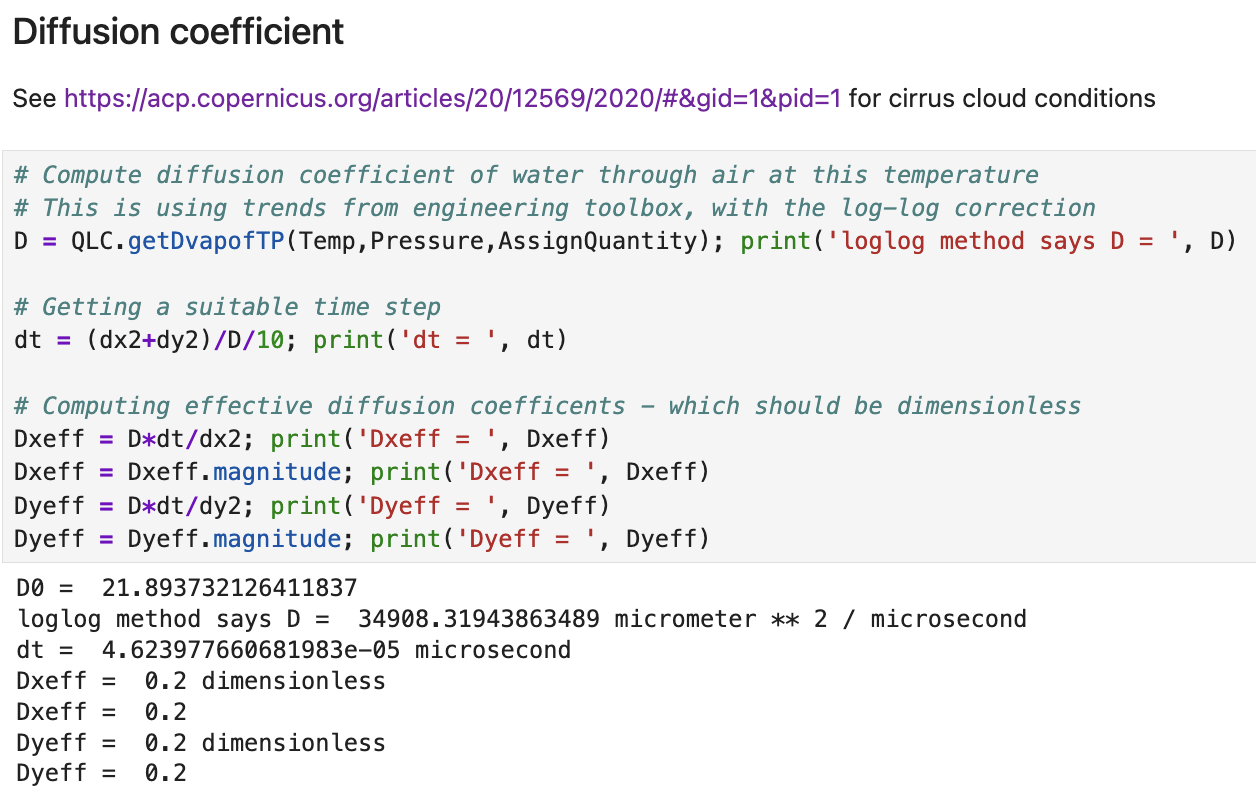 Diffusion coefficient
See https://acp.copernicus.org/articles/20/12569/2020/#&gid=1&pid=1 for cirrus cloud conditions
# Compute diffusion coefficient of water through air at this temperature
# This is using trends from engineering toolbox, with the log-log correction
D = QLC.getDvapofTP(Temp,Pressure,AssignQuantity); print('loglog method says D = ', D)
# Getting a suitable time step
dt = (dx2+dy2)/D/10; print('dt = ', dt)
# Computing effective diffusion coefficents - which should be dimensionless
Dxeff = D*dt/dx2; print('Dxeff = ', Dxeff)
Dxeff = Dxeff.magnitude; print('Dxeff = ', Dxeff)
Dyeff = D*dt/dy2; print('Dyeff = ', Dyeff)
Dyeff = Dyeff.magnitude; print('Dyeff = ', Dyeff)
D0 =  21.893732126411837
loglog method says D =  34908.31943863489 micrometer ** 2 / microsecond
dt =  4.623977660681983e-05 microsecond
Dxeff =  0.2 dimensionless
Dxeff =  0.2
Dyeff =  0.2 dimensionless
Dyeff =  0.2